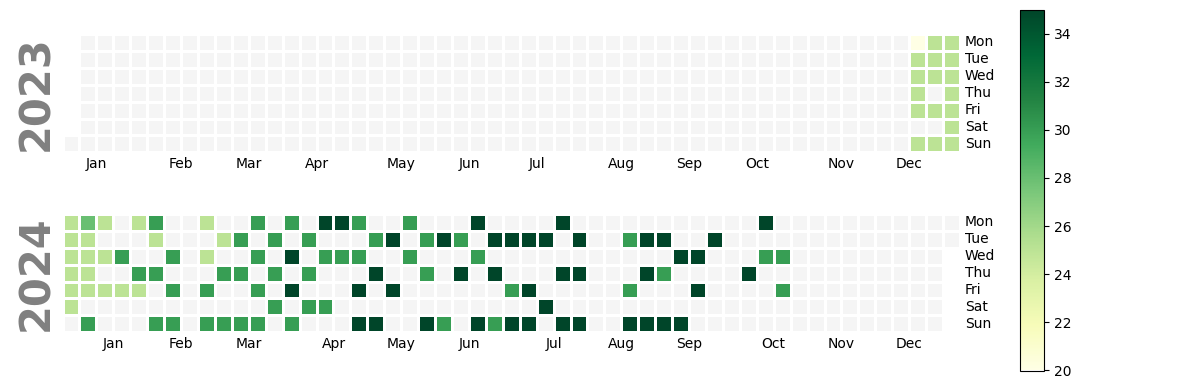 2023
Mon
Tue
Wed
Thu
Fri
Sat
Sun
Jan Feb Mar Apr May Jun Jul Aug Sep Oct Nov Dec
2024
Mon
Tue
Wed
Thu
Fri
Sat
Sun
Jan Feb Mar Apr May Jun Jul Aug Sep Oct Nov Dec
34
32
30
28
26
24
22
20